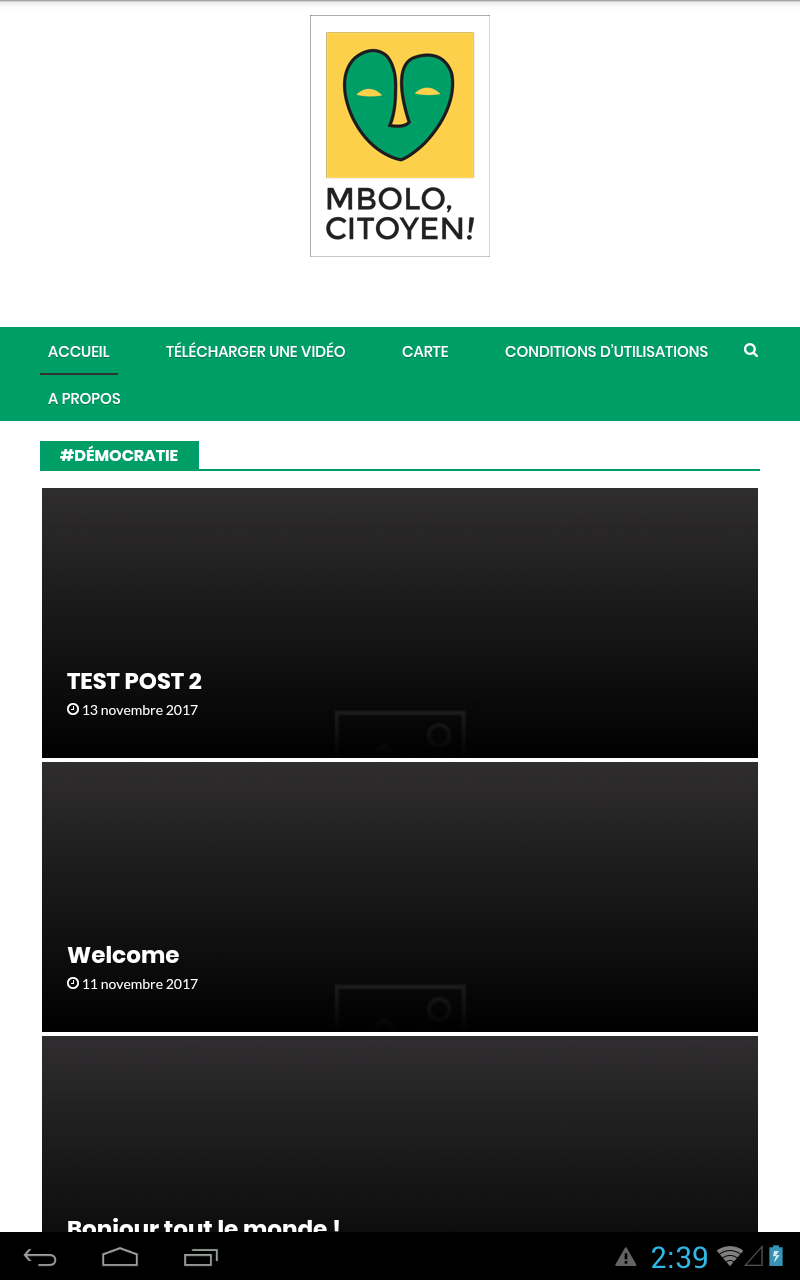 MBOLO,
CITOYEN!
ACCUEIL
TÉLÉCHARGER UNE VIDÉO
CARTE
CONDITIONS D'UTILISATIONS
A PROPOS
#DÉMOCRATIE
TEST POST 2
13 novembre 2017
Welcome
11 novembre 2017
Bonjour tout le monde !
2:39